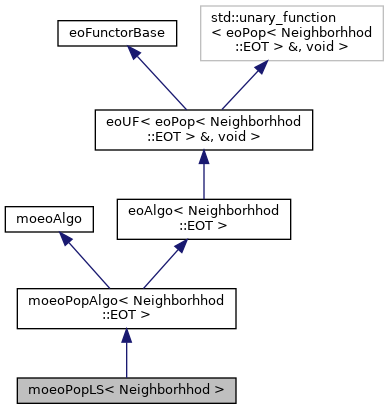 eoFunctorBase
std::unary_function
< eoPop< Neighborhhod
::EOT > &, void >
eoUF< eoPop< Neighborhhod
::EOT > &, void >
moeoAlgo
eoAlgo< Neighborhhod
::EOT >
moeoPopAlgo< Neighborhhod
::EOT >
moeoPopLS< Neighborhhod >